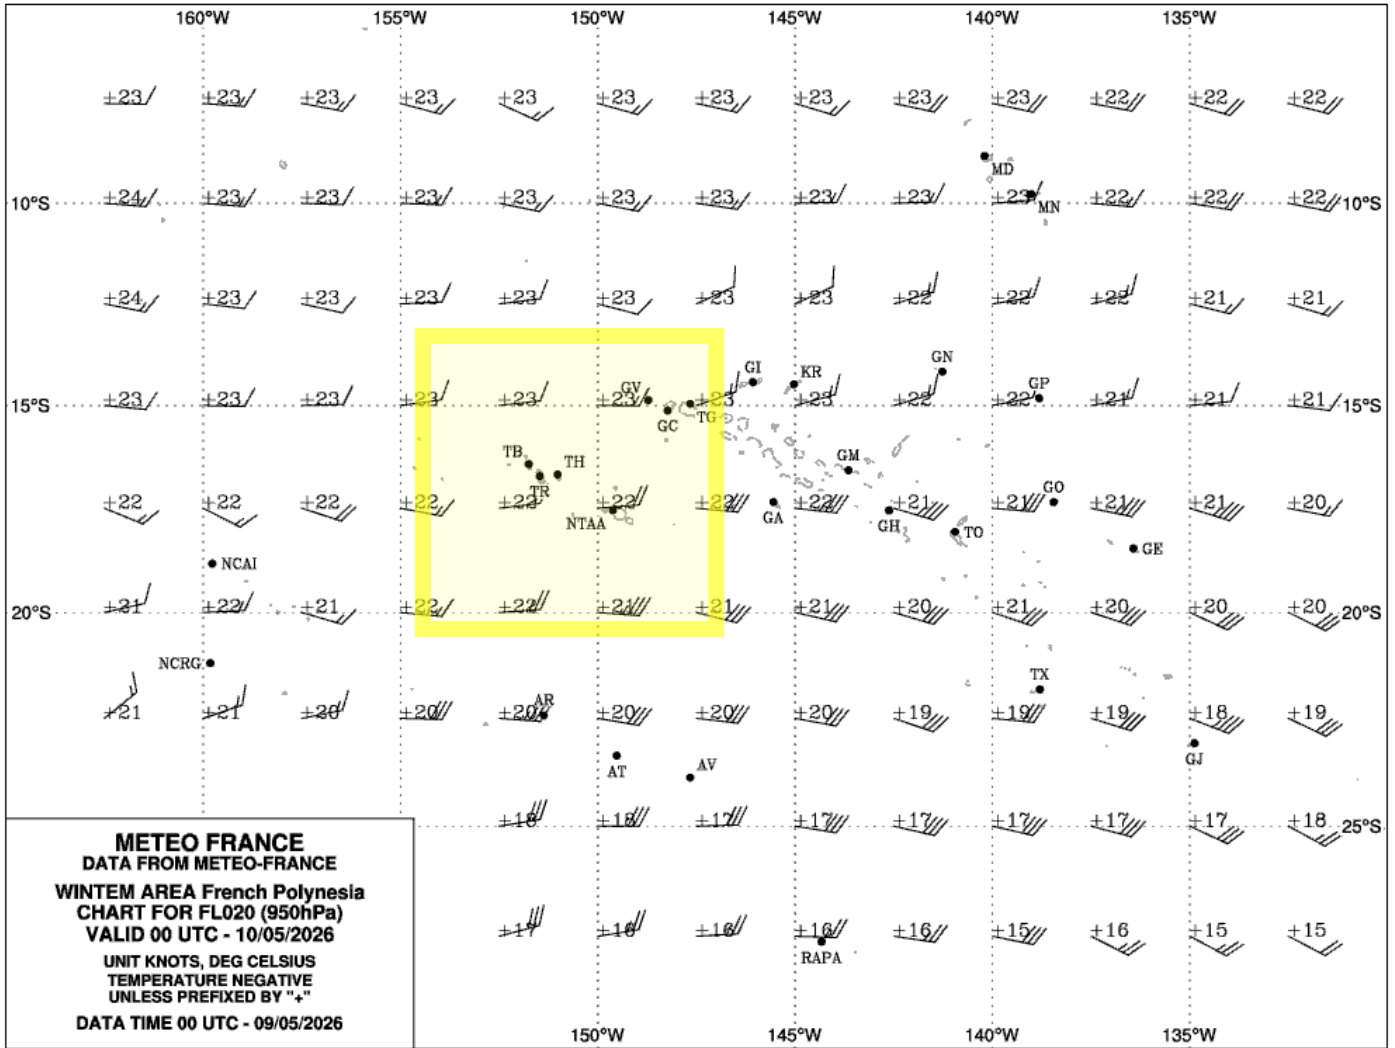 160°W 155°W 150°W 145°W 140°W 135°W
+23 +23 +23 +23 +23 +23 +23 +23 +23 +23 +22 +22 +22
MD
10°S +24 +23 +23 +23 +23 +23 +23 +23 +23 +23 +22 +22 +22 10°S
MN
+24 +23 +23 +23 +23 +23 +23 +23 +22 +22 +22 +21 +21
GI KR GN
GV GP
15°S +23 +23 +23 +23 +23 +23 +23 +23 +22 +22 +21 +21 +21 15°S
GC TG
TB TH GM
TR GO
+22 +22 +22 +22 +22 +22 +22 +22 +21 +21 +21 +21 +20
NTAA GA GH TO
GE
NCAI
20°S +21 +22 +21 +22 +22 +21 +21 +21 +20 +21 +20 +20 +20 20°S
NCRG TX
AR
+21 +21 +20 +20 +20 +20 +20 +20 +19 +19 +19 +18 +19
GJ
AT AV
+18 +18 +17 +17 +17 +15 +17 +17 +18 25°S
METEO FRANCE
DATA FROM METEO-FRANCE
WINTEM AREA French Polynesia
CHART FOR FL020 (950hPa)
VALID 00 UTC - 10/05/2026
+17 +16 +16 +16 +16 +15 +16 +15 +15
RAPA
UNIT KNOTS, DEG CELSIUS
TEMPERATURE NEGATIVE
UNLESS PREFIXED BY "+"
DATA TIME 00 UTC - 09/05/2026
150°W 145°W 140°W 135°W